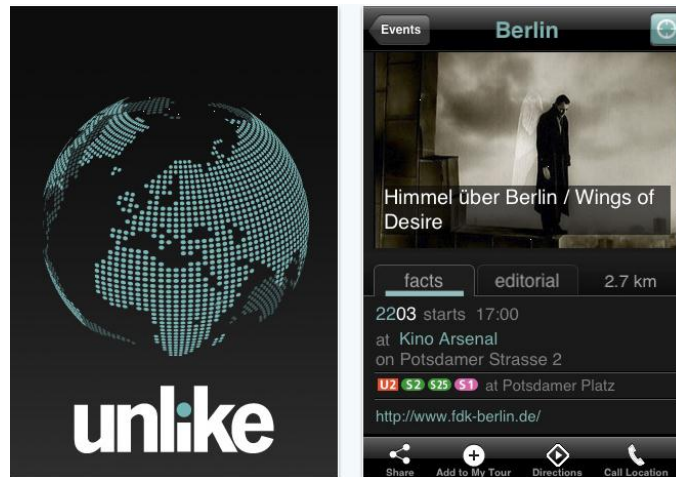 unlike
Events
Berlin
Himmel über Berlin / Wings of
Desire
facts
editorial
2.7 km
2203 starts 17:00
at Kino Arsenal
on Potsdamer Strasse 2
U2 S2 S25 S1 at Potsdamer Platz
http://www.fdk-berlin.de/
Share
Add to My Tour
Directions
Call Location